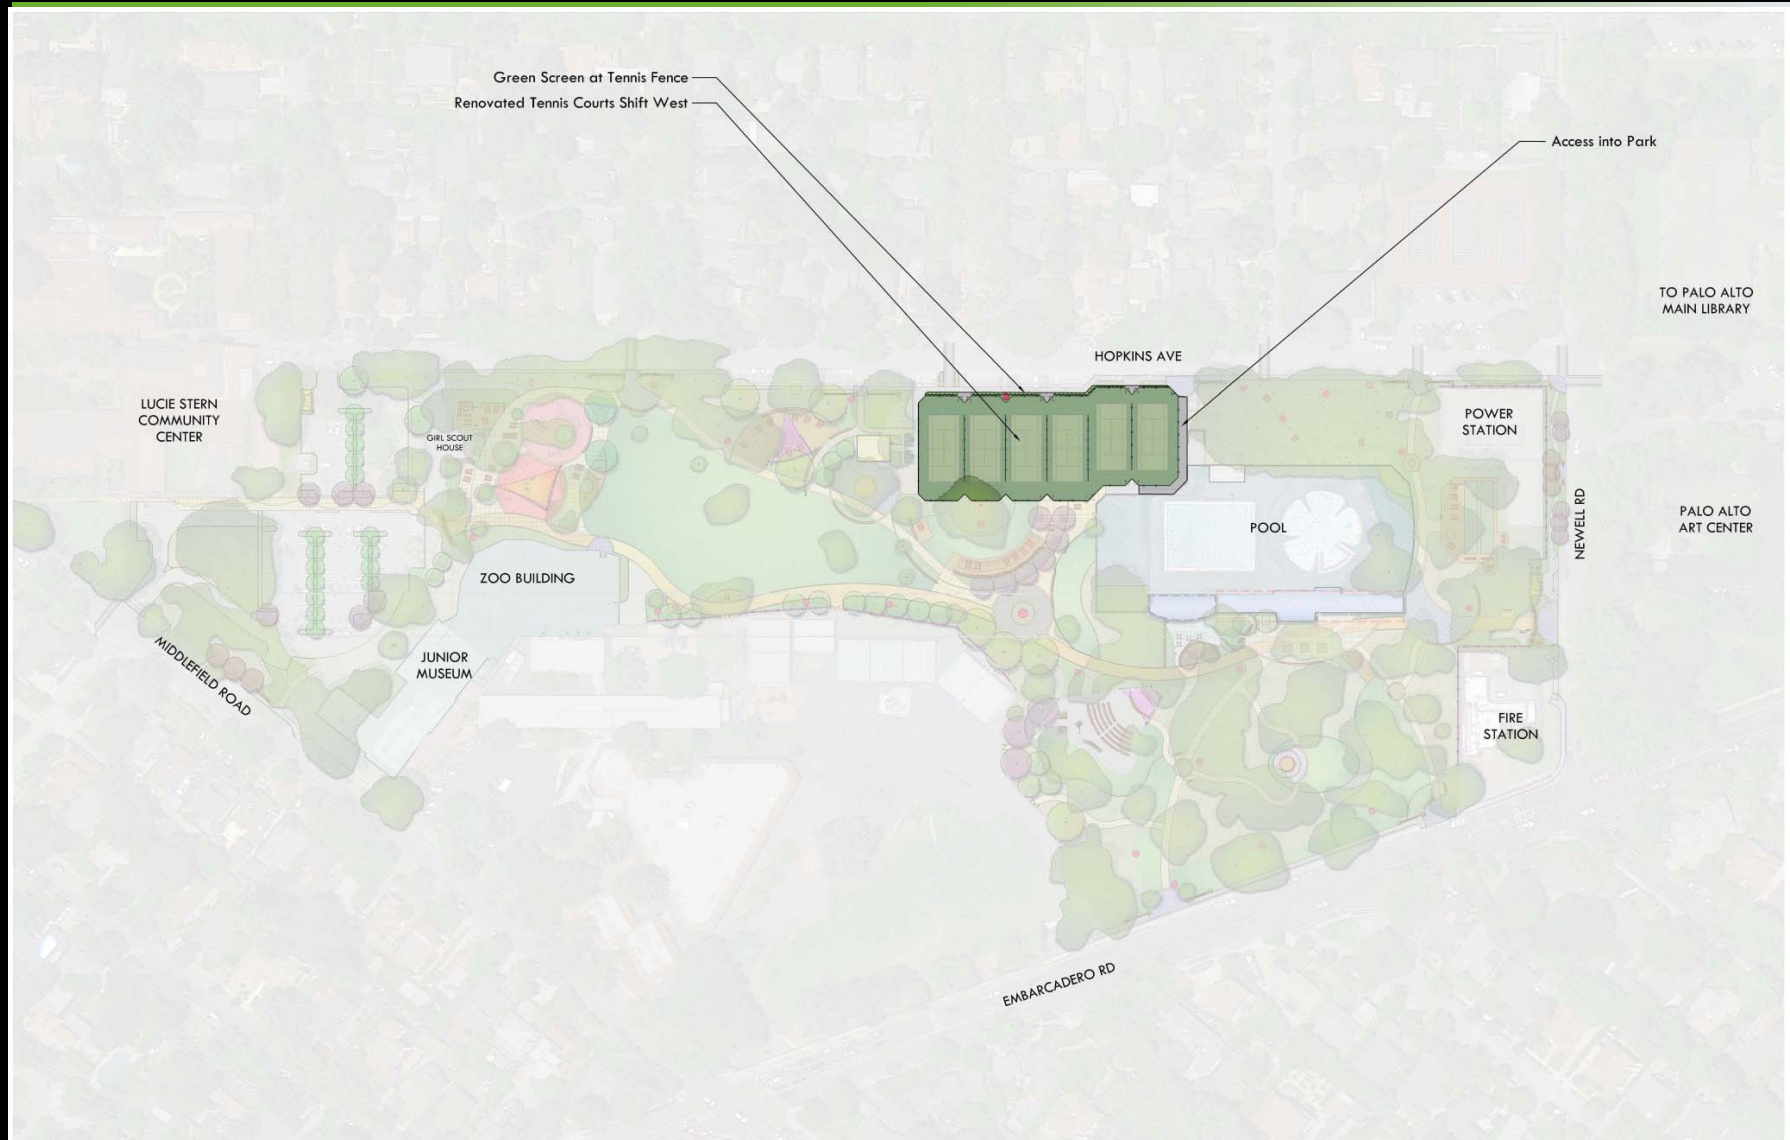 Green Screen at Tennis Fence
Renovated Tennis Courts Shift West
Access into Park
TO PALO ALTO
MAIN LIBRARY
HOPKINS AVE
LUCIE STERN
COMMUNITY
CENTER
GIRL SCOUT
HOUSE
POWER
STATION
POOL
NEWELL RD
PALO ALTO
ART CENTER
ZOO BUILDING
JUNIOR
MUSEUM
MIDDLEFIELD ROAD
FIRE
STATION
EMBARCADERO RD